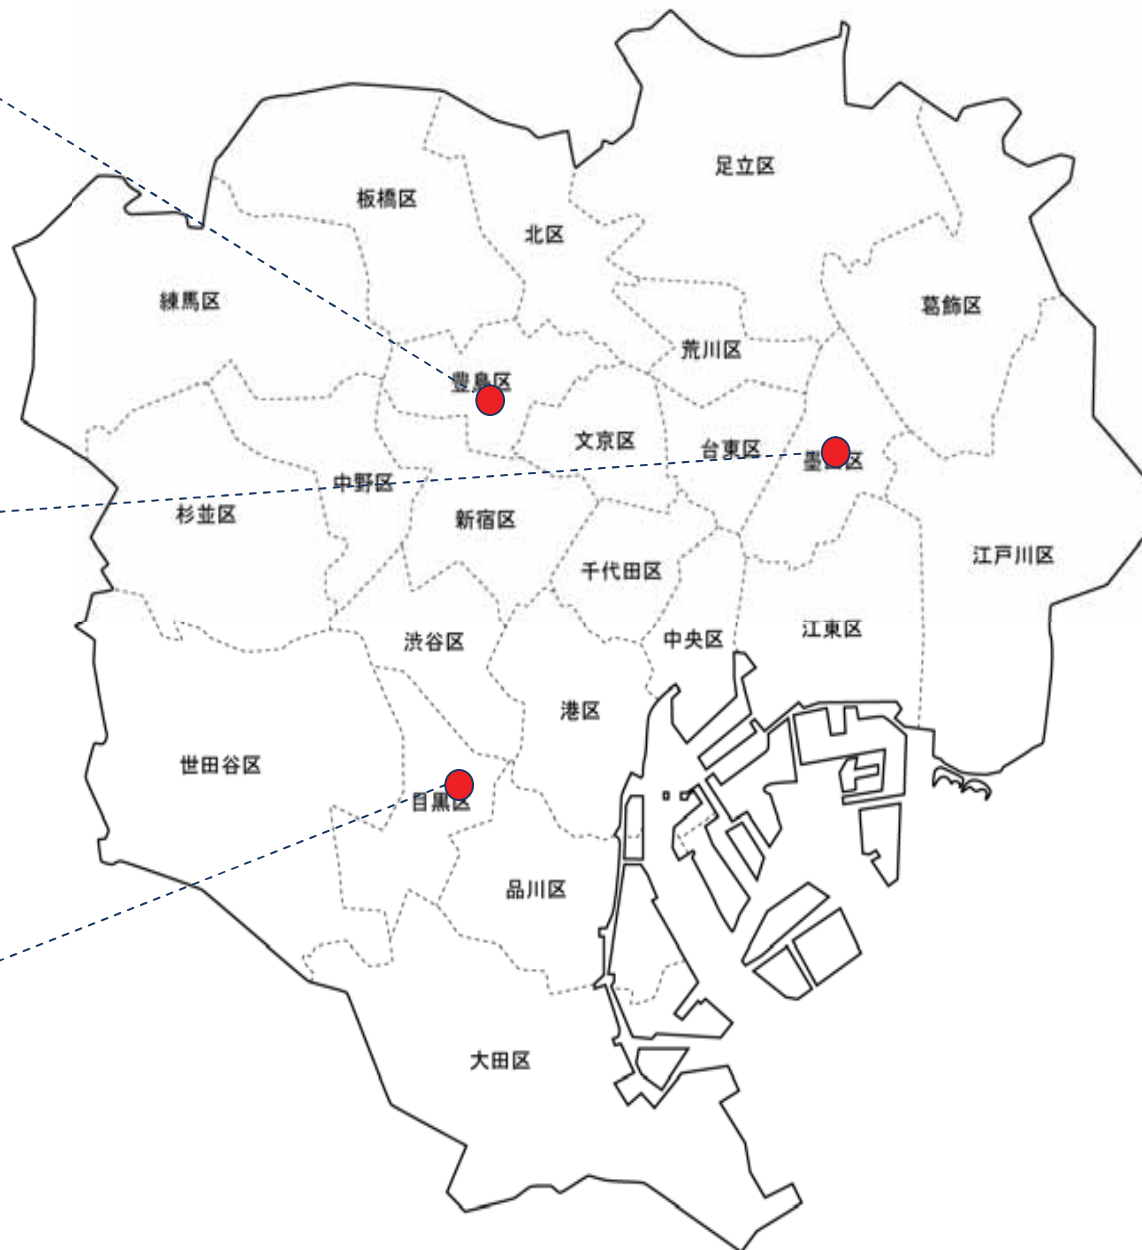 足立区
板橋区
北区
練馬区
葛飾区
荒川区
豊島区
文京区
台東区
墨田区
中野区
杉並区
新宿区
江戸川区
千代田区
江東区
中央区
渋谷区
港区
世田谷区
目黒区
品川区
大田区